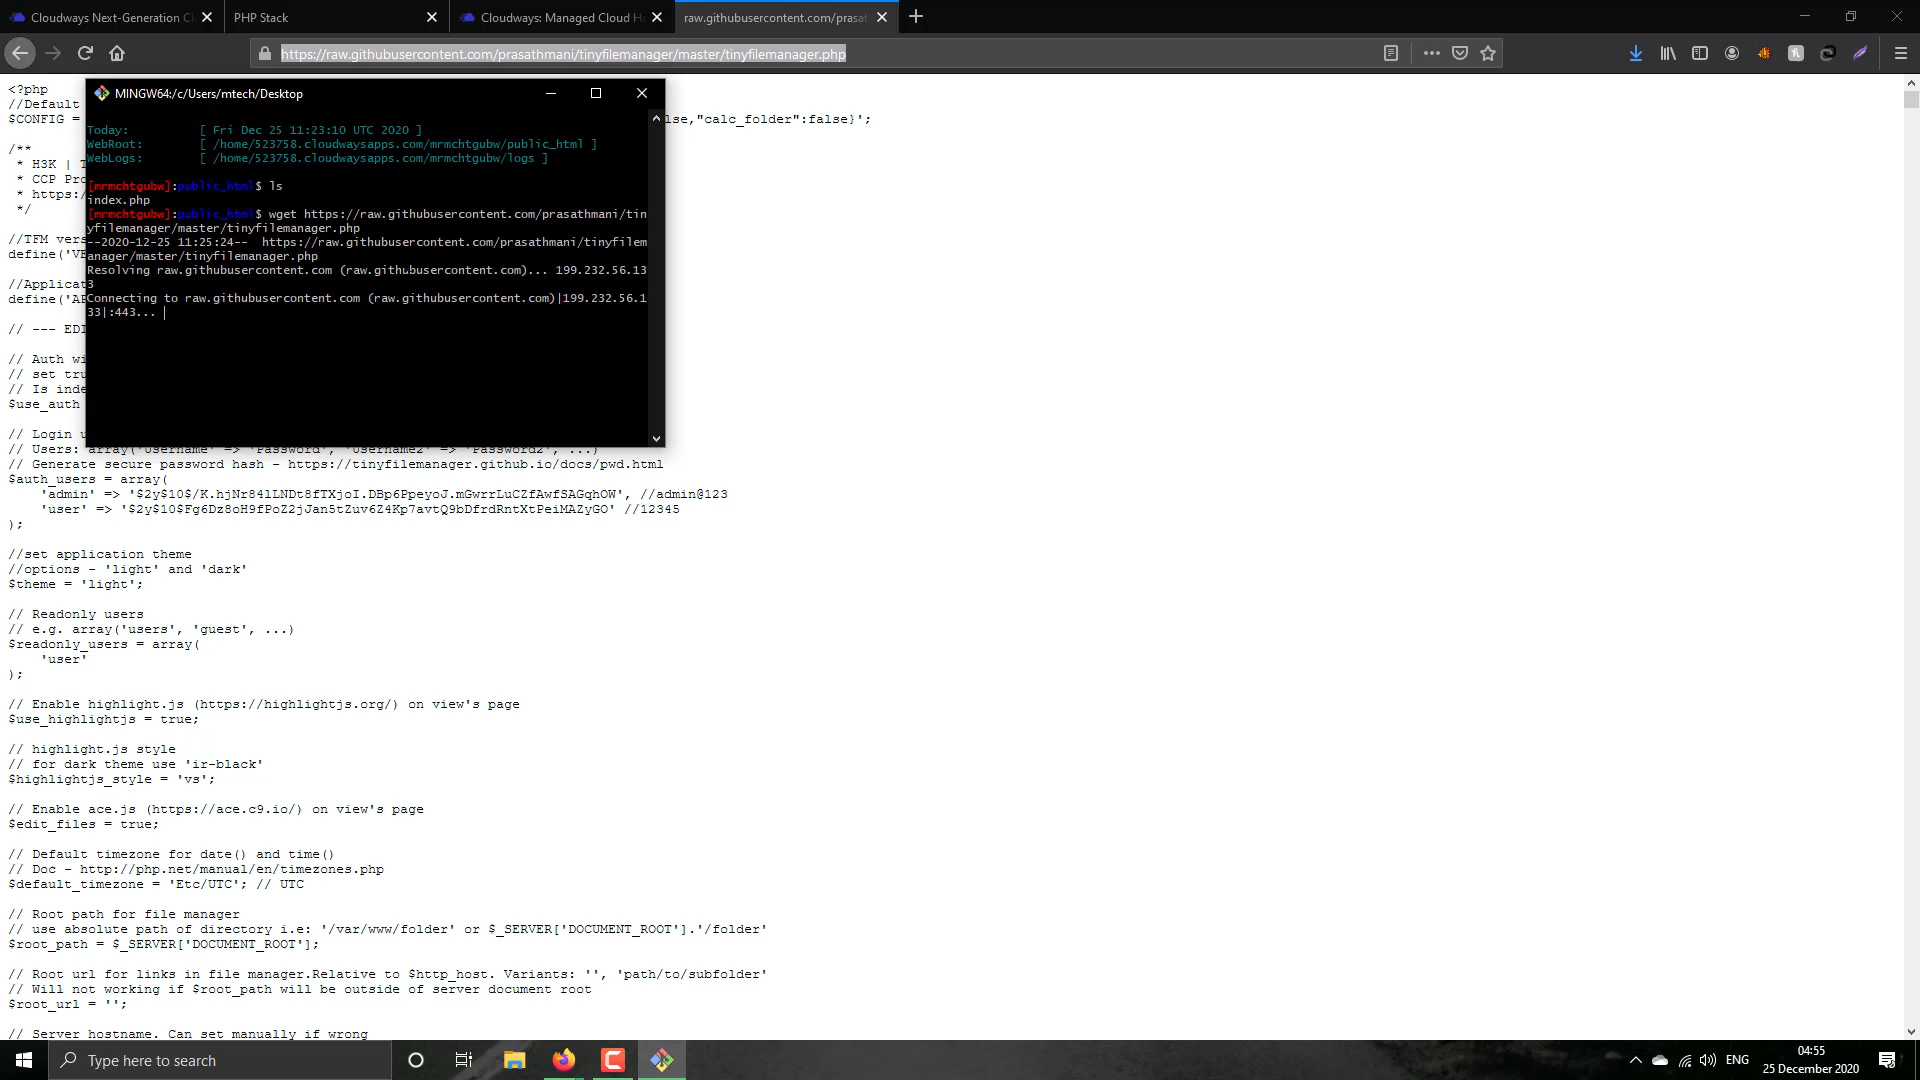 Cloudways Next-Generation C
PHP Stack
Cloudways: Managed Cloud H
raw.githubusercontent.com/prasat
https://raw.githubusercontent.com/prasathmani/tinyfilemanager/master/tinyfilemanager.php
<?php
//Default
$CONFIG =
lse,"calc_folder":false}';
/**
* H3K | T
* CCP Pro
* https:/
*/
//TFM vers
define('VE
//Applicat
define('AP
// --- EDI
// Auth wi
// set tru
// Is inde
$use_auth
// Login u
MINGW64:/c/Users/mtech/Desktop
Today: [ Fri Dec 25 11:23:10 UTC 2020 ]
WebRoot: [ /home/523758.cloudwaysapps.com/mrmchtgubw/public_html ]
WebLogs: [ /home/523758.cloudwaysapps.com/mrmchtgubw/logs ]
[mrmchtgubw]:public_html$ ls
index.php
[mrmchtgubw]:public_html$ wget https://raw.githubusercontent.com/prasathmani/tin
yfilemanager/master/tinyfilemanager.php
--2020-12-25 11:25:24-- https://raw.githubusercontent.com/prasathmani/tinyfilem
anager/master/tinyfilemanager.php
Resolving raw.githubusercontent.com (raw.githubusercontent.com)... 199.232.56.13
3
Connecting to raw.githubusercontent.com (raw.githubusercontent.com)|199.232.56.1
33|:443...
// Users: array('Username' => 'Password', 'Username2' => 'Password2', ...)
// Generate secure password hash - https://tinyfilemanager.github.io/docs/pwd.html
$auth_users = array(
'admin' => '$2y$10$/K.hjNr84lLNDt8fTXjoI.DBp6PpeyoJ.mGwrrLuCZfAwfSAGqhOW', //admin@123
'user' => '$2y$10$Fg6Dz8oH9fPoZ2jJan5tZuv6Z4Kp7avtQ9bDfrdRntXtPeiMAZyGO' //12345
);
//set application theme
//options - 'light' and 'dark'
$theme = 'light';
// Readonly users
// e.g. array('users', 'guest', ...)
$readonly_users = array(
'user'
);
// Enable highlight.js (https://highlightjs.org/) on view's page
$use_highlightjs = true;
// highlight.js style
// for dark theme use 'ir-black'
$highlightjs_style = 'vs';
// Enable ace.js (https://ace.c9.io/) on view's page
$edit_files = true;
// Default timezone for date() and time()
// Doc - http://php.net/manual/en/timezones.php
$default_timezone = 'Etc/UTC'; // UTC
// Root path for file manager
// use absolute path of directory i.e: '/var/www/folder' or $_SERVER['DOCUMENT_ROOT'].'/folder'
$root_path = $_SERVER['DOCUMENT_ROOT'];
// Root url for links in file manager.Relative to $http_host. Variants: '', 'path/to/subfolder'
// Will not working if $root_path will be outside of server document root
$root_url = '';
// Server hostname. Can set manually if wrong
Type here to search
ENG
04:55
25 December 2020